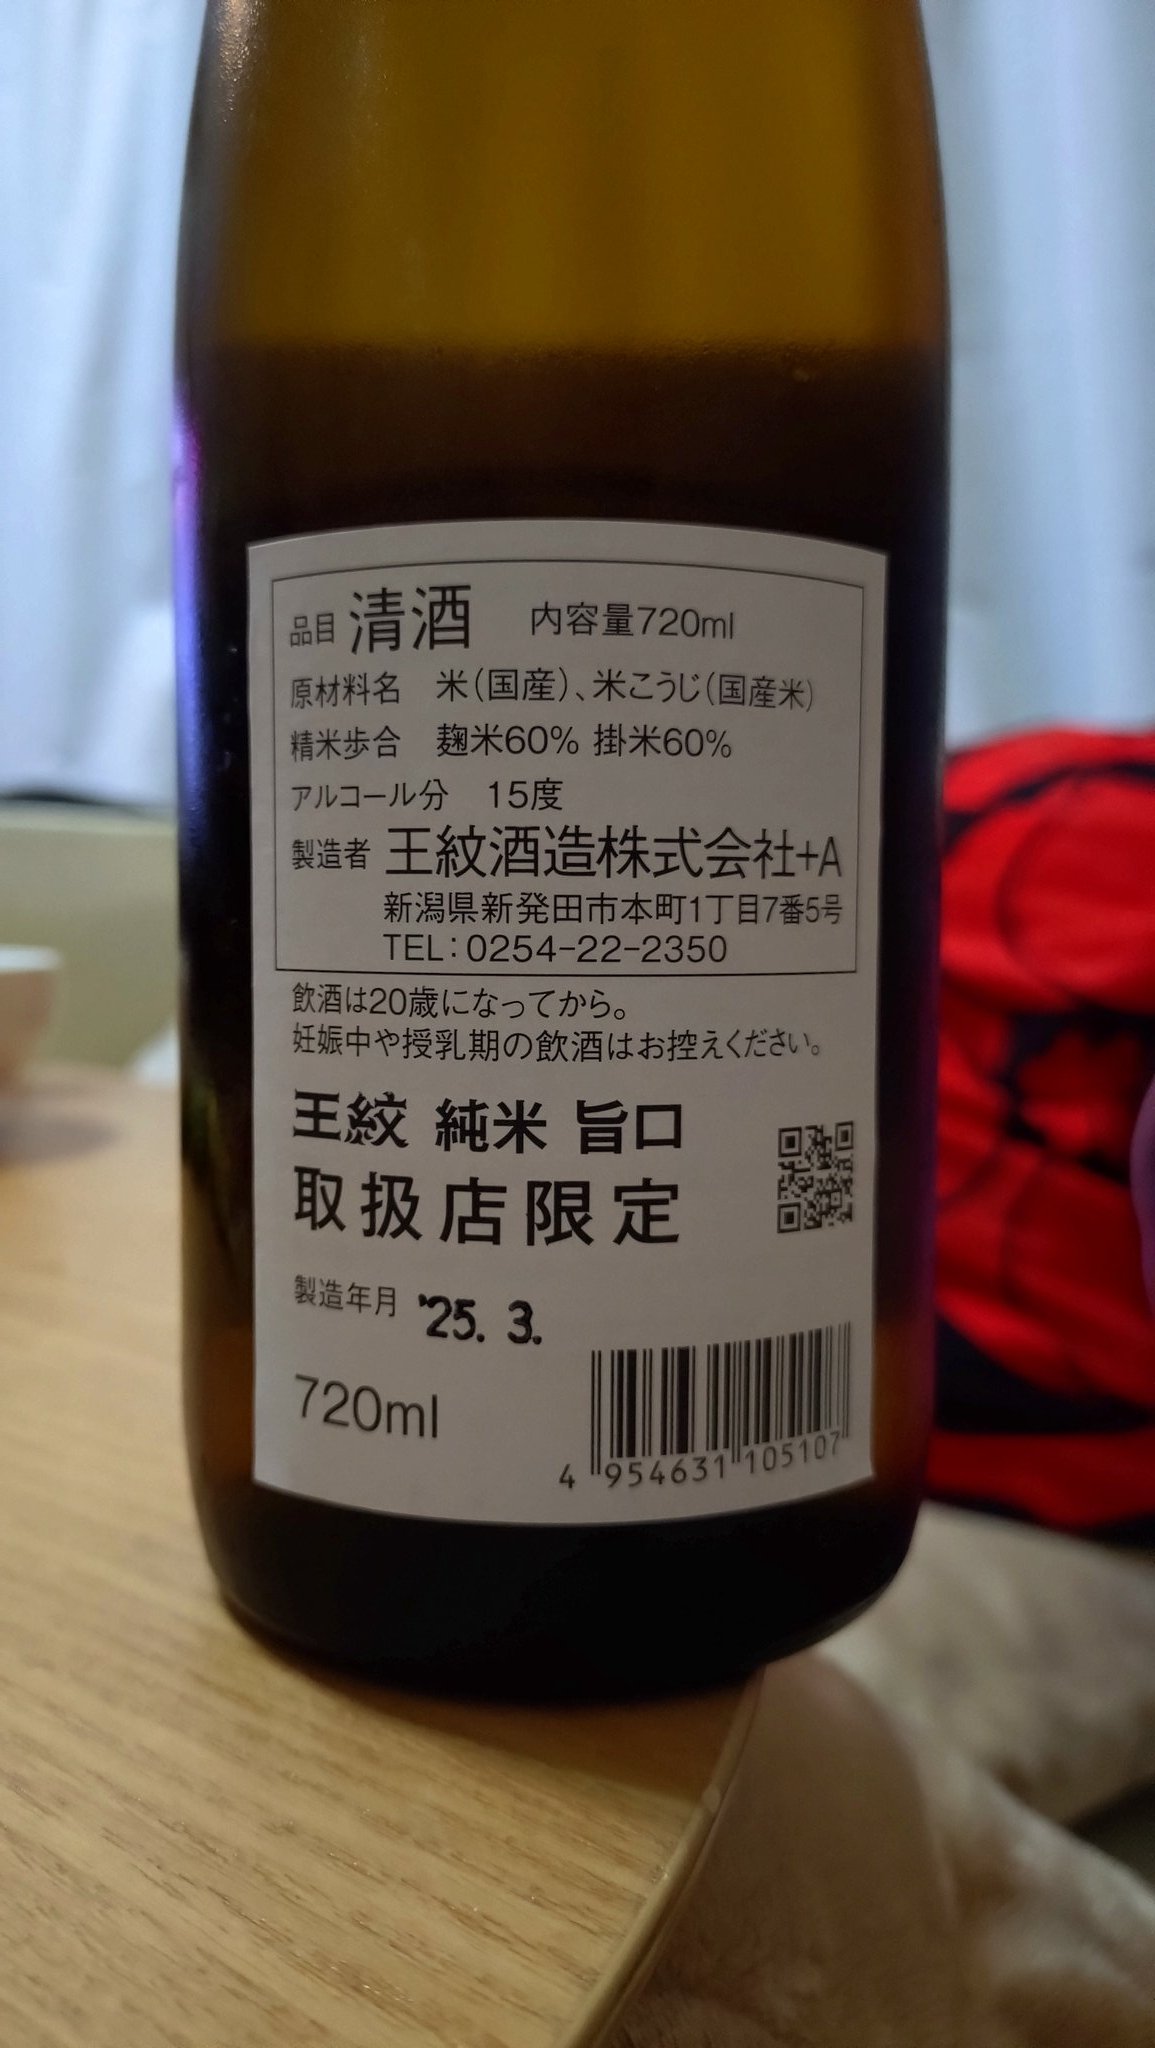 品目 清酒 内容量720ml
原材料名 米(国産)、米こうじ(国産米)
精米歩合 麹米60% 掛米60%
アルコール分 15度
製造者 王紋酒造株式会社+A
新潟県新発田市本町1丁目7番5号
TEL:0254-22-2350
飲酒は20歳になってから。
妊娠中や授乳期の飲酒はお控えください。
王紋 純米 旨口
取扱店限定
製造年月 '25. 3.
720ml
4 954631 105107